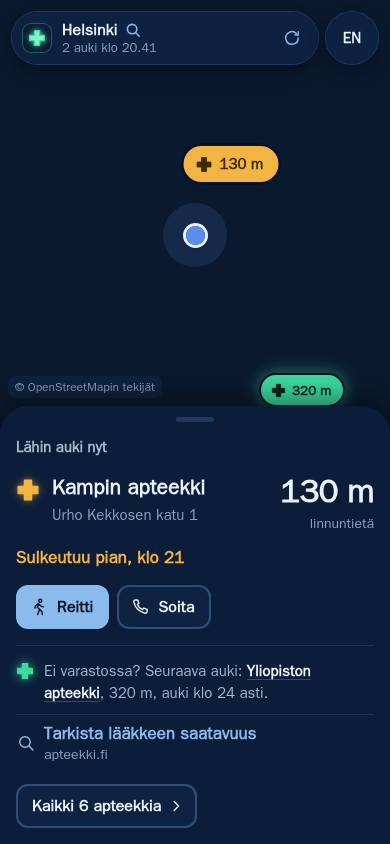 Helsinki
2 auki klo 20.41
EN
130 m
© OpenStreetMapin tekijät
320 m
Lähin auki nyt
Kampin apteekki
130 m
Urho Kekkosen katu 1
linnuntietä
Sulkeutuu pian, klo 21
Reitti
Soita
Ei varastossa? Seuraava auki: Yliopiston
apteekki, 320 m, auki klo 24 asti.
Tarkista lääkkeen saatavuus
apteekki.fi
Kaikki 6 apteekkia